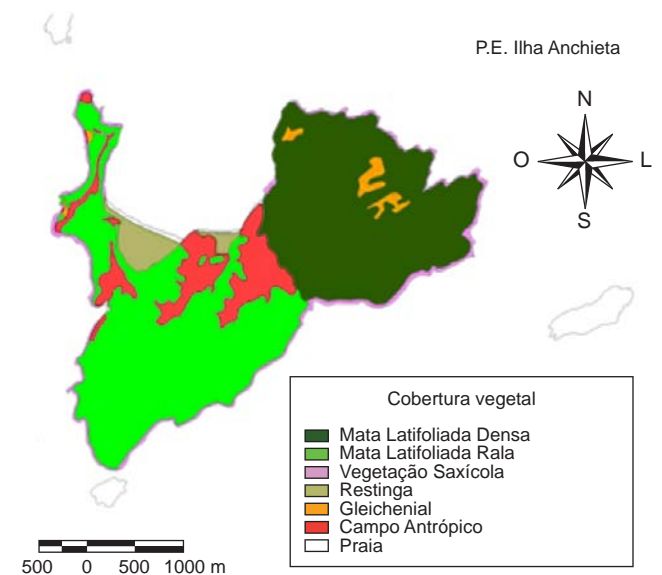 P.E. Ilha Anchieta
N
O
L
S
Cobertura vegetal
Mata Latifoliada Densa
Mata Latifoliada Rala
Vegetação Saxícola
Restinga
Gleichenial
Campo Antrópico
Praia
500 0 500 1000 m